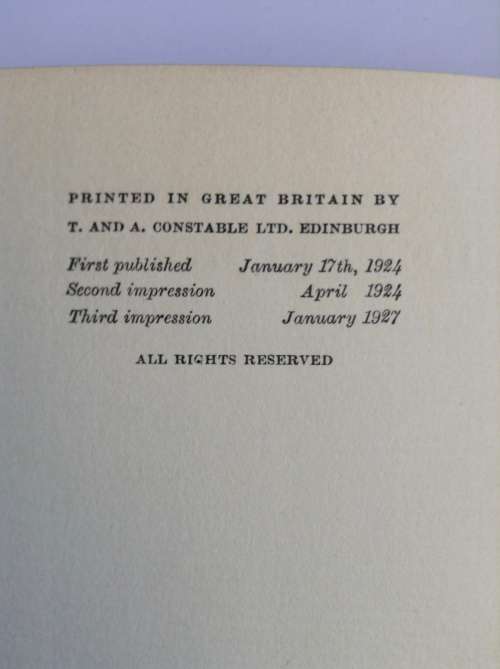 PRINTED IN GREAT BRITAIN BY
T. AND A. CONSTABLE LTD. EDINBURGH
First published January 17th, 1924
Second impression April 1924
Third impression January 1927
ALL RIGHTS RESERVED